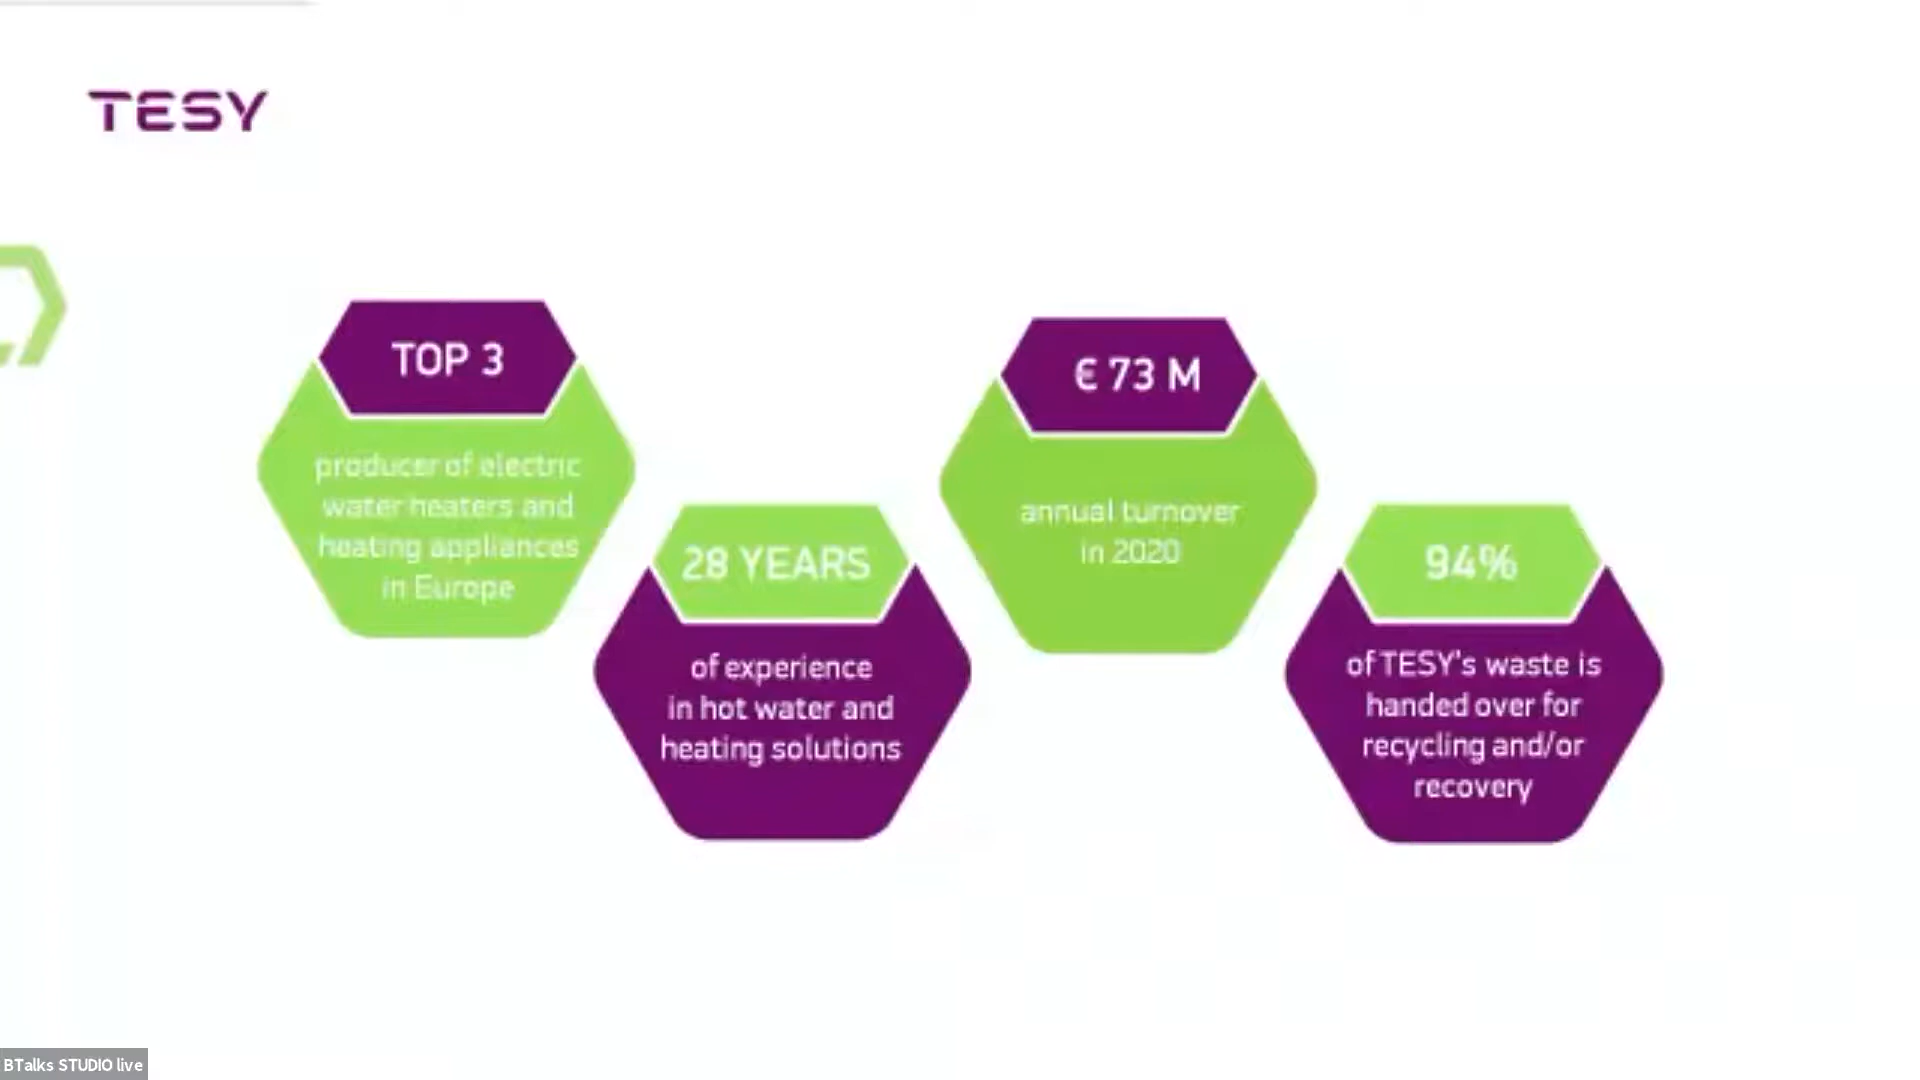 TESY
TOP 3
producer of electric
water heaters and
heating appliances
in Europe
28 YEARS
of experience
in hot water and
heating solutions
€ 73 M
annual turnover
in 2020
94%
of TESY's waste is
handed over for
recycling and/or
recovery
BTalks STUDIO live